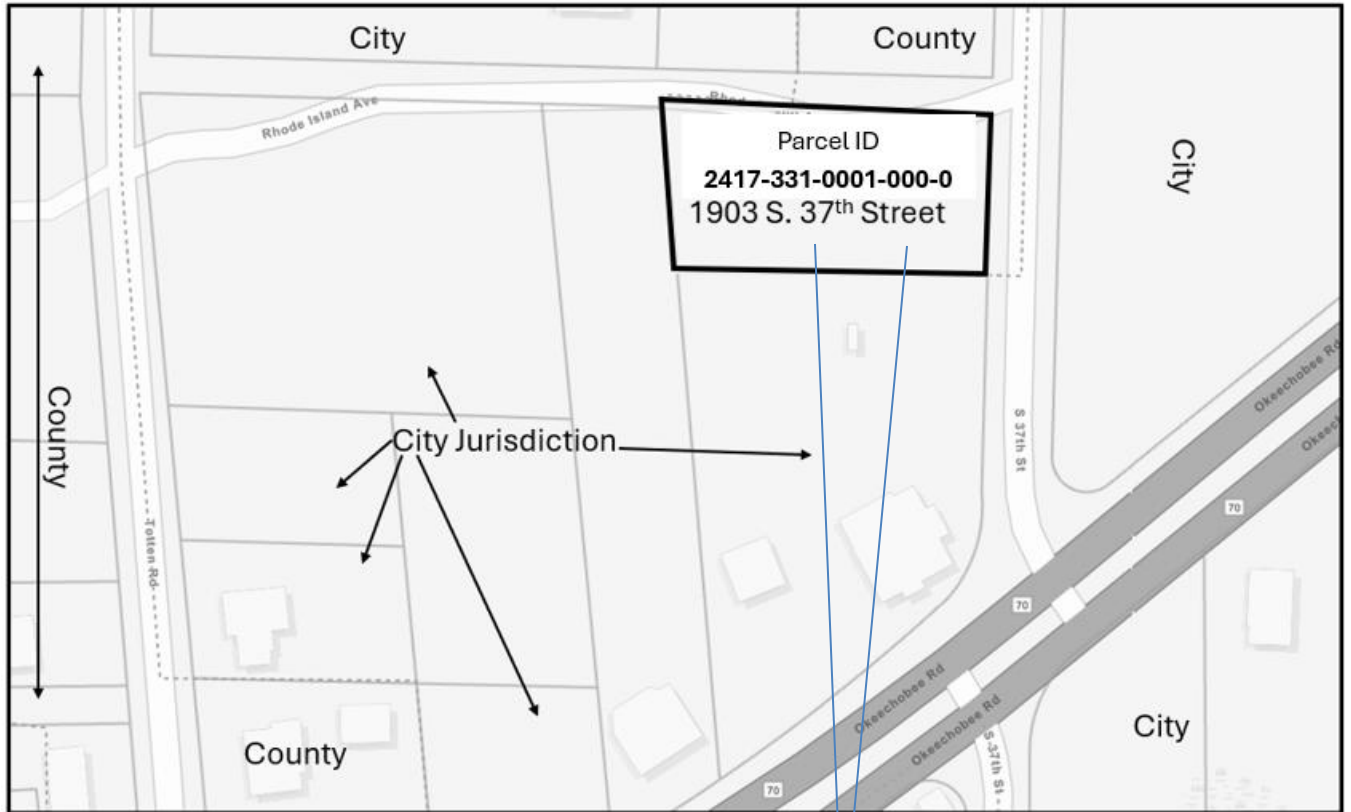 City
County
Rhode Island Ave
Parcel ID
2417-331-0001-000-0
1903 S. 37th Street
City
County
City Jurisdiction
Totten Rd
S 37th St
Okeechobee Rd
70
70
Okeechobee Rd
Okeechobee Rd
S 37th St
City
County
70